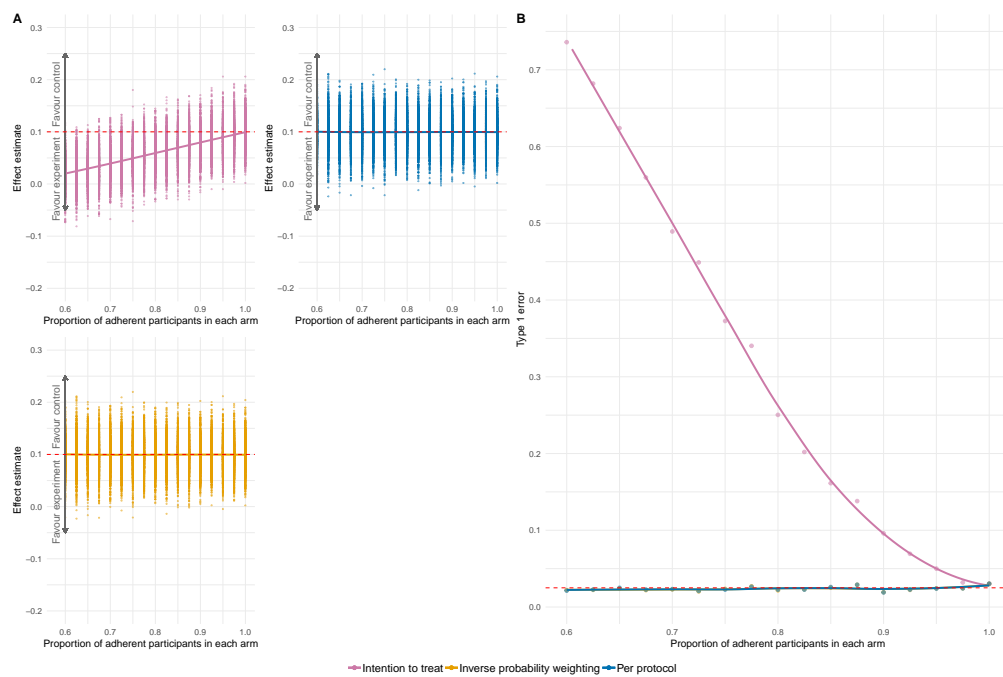 A
0.3
0.2
0.1
0.0
−0.1
−0.2
Effect estimate
Favour experiment
Favour control
0.6 0.7 0.8 0.9 1.0
Proportion of adherent participants in each arm
0.3
0.2
0.1
0.0
−0.1
−0.2
Effect estimate
Favour experiment
Favour control
0.6 0.7 0.8 0.9 1.0
Proportion of adherent participants in each arm
0.3
0.2
0.1
0.0
−0.1
−0.2
Effect estimate
Favour experiment
Favour control
0.6 0.7 0.8 0.9 1.0
Proportion of adherent participants in each arm
B
0.7
0.6
0.5
0.4
0.3
0.2
0.1
0.0
Type 1 error
0.6 0.7 0.8 0.9 1.0
Proportion of adherent participants in each arm
Intention to treat Inverse probability weighting Per protocol